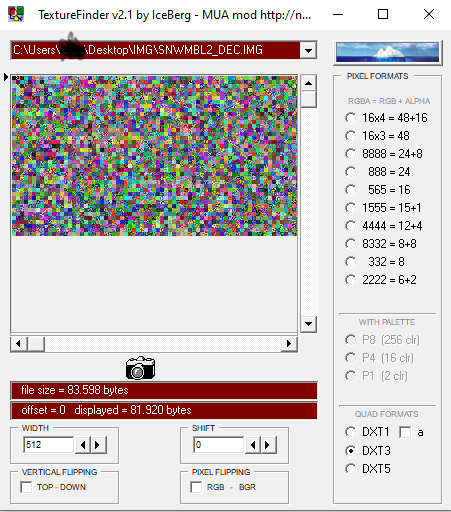 TextureFinder v2.1 by IceBerg - MUA mod http://n...
C:\Users\ \Desktop\IMG\SNWMBL2_DEC.IMG
PIXEL FORMATS
RGBA = RGB + ALPHA
16x4 = 48+16
16x3 = 48
8888 = 24+8
888 = 24
565 = 16
1555 = 15+1
4444 = 12+4
8332 = 8+8
332 = 8
2222 = 6+2
WITH PALETTE
P8 (256 clr)
P4 (16 clr)
P1 (2 clr)
QUAD FORMATS
DXT1 a
DXT3
DXT5
file size = 83.598 bytes
offset = 0 displayed = 81.920 bytes
WIDTH
512
SHIFT
0
VERTICAL FLIPPING
TOP - DOWN
PIXEL FLIPPING
RGB - BGR